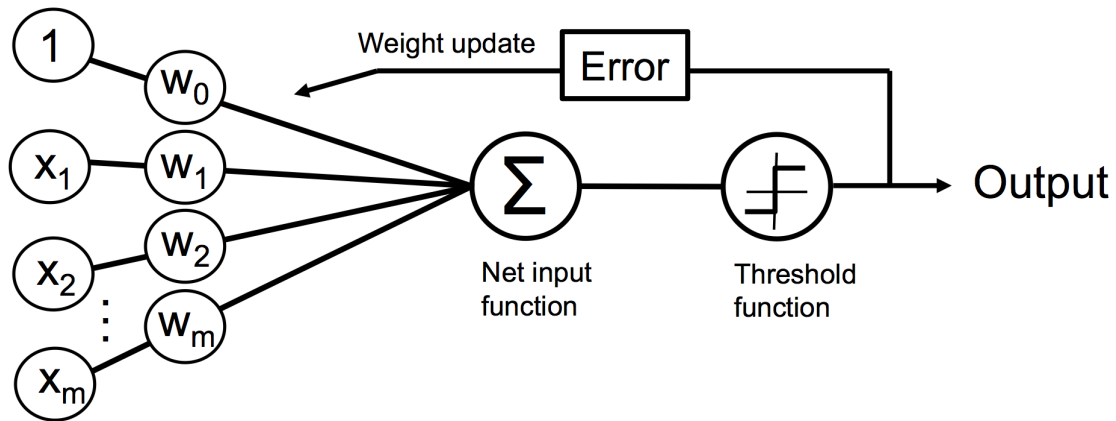 1
w₀
x₁
w₁
x₂
w₂
⋮
xₘ
wₘ
Weight update
Error
Σ
Net input
function
Threshold
function
Output